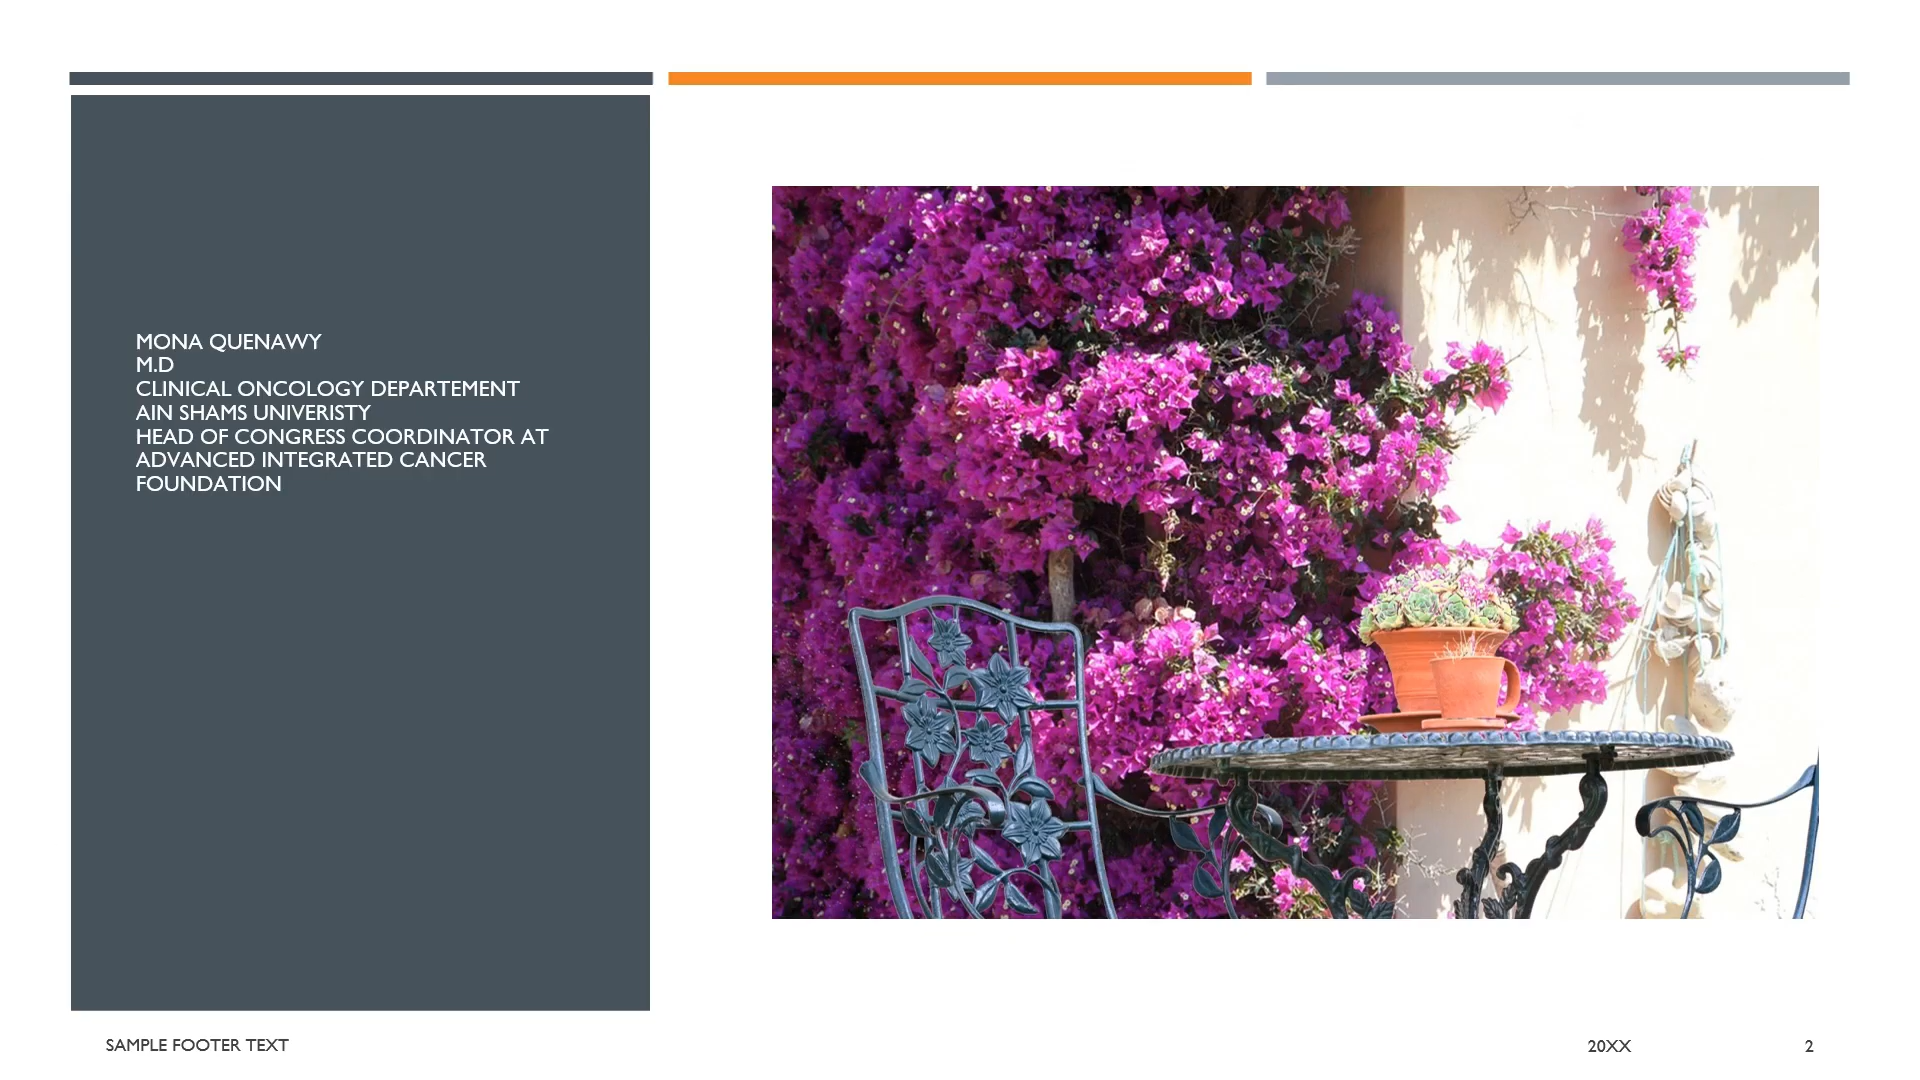 MONA QUENAWY
M.D
CLINICAL ONCOLOGY DEPARTEMENT
AIN SHAMS UNIVERISTY
HEAD OF CONGRESS COORDINATOR AT
ADVANCED INTEGRATED CANCER
FOUNDATION
SAMPLE FOOTER TEXT
20XX
2